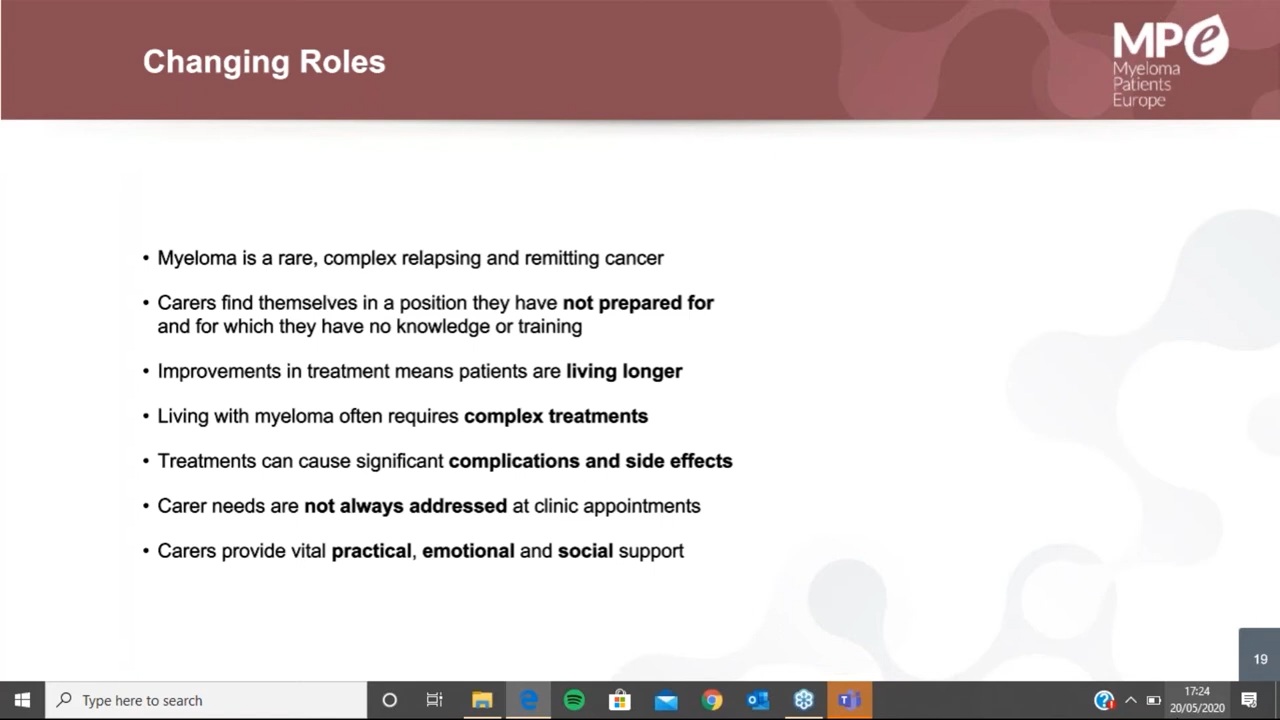 Changing Roles
MPe
Myeloma
Patients
Europe
• Myeloma is a rare, complex relapsing and remitting cancer
• Carers find themselves in a position they have not prepared for
and for which they have no knowledge or training
• Improvements in treatment means patients are living longer
• Living with myeloma often requires complex treatments
• Treatments can cause significant complications and side effects
• Carer needs are not always addressed at clinic appointments
• Carers provide vital practical, emotional and social support
19
Type here to search
17:24
20/05/2020